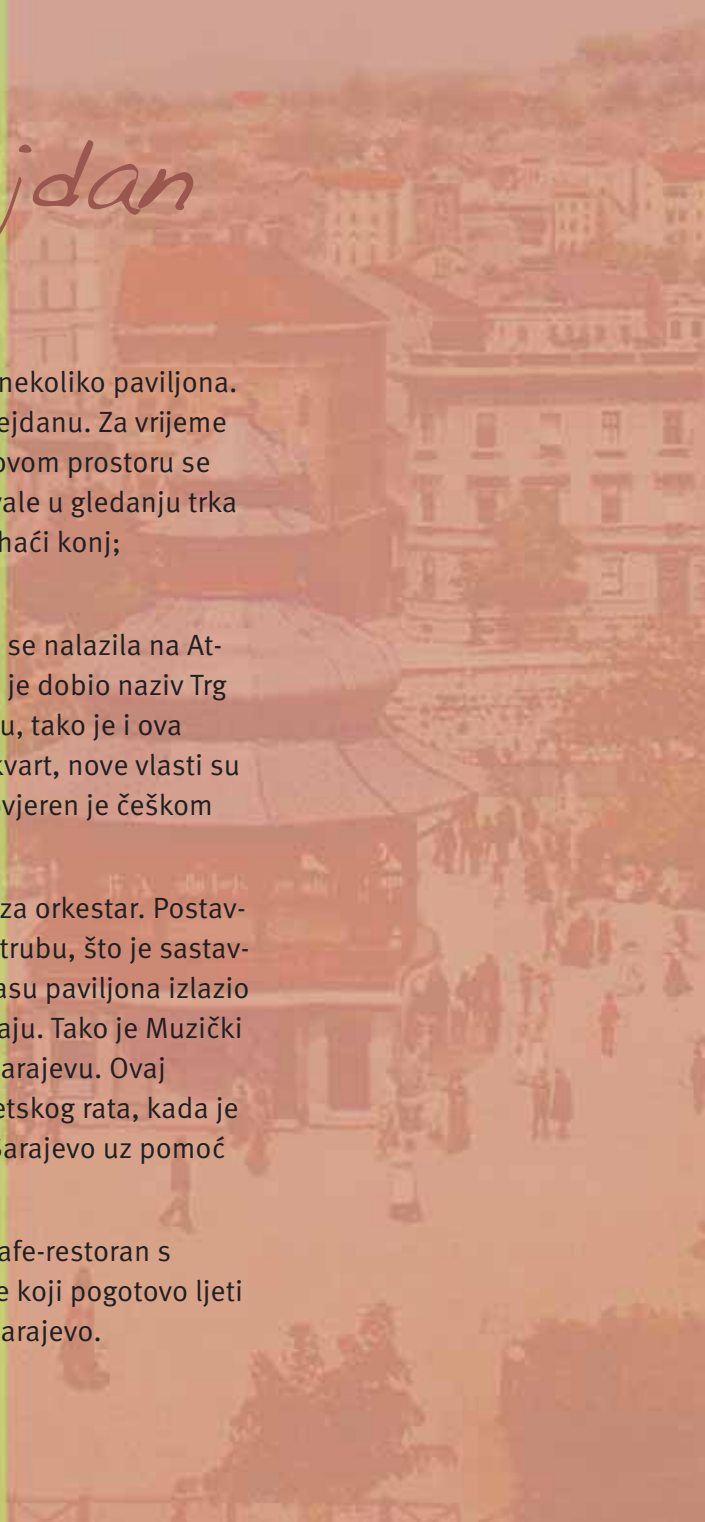 jdan
nekoliko paviljona.
ejdanu. Za vrijeme
ovom prostoru se
vale u gledanju trka
haći konj;
se nalazila na At-
je dobio naziv Trg
u, tako je i ova
kvart, nove vlasti su
vjeren je češkom
za orkestar. Postav-
trubu, što je sastav-
asu paviljona izlazio
aju. Tako je Muzički
arajevu. Ovaj
etskog rata, kada je
Sarajevo uz pomoć
afe-restoran s
e koji pogotovo ljeti
arajevo.